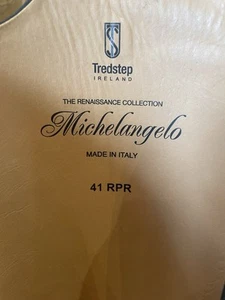 Tredstep
IRELAND
THE RENAISSANCE COLLECTION
Michelangelo
MADE IN ITALY
41 RPR